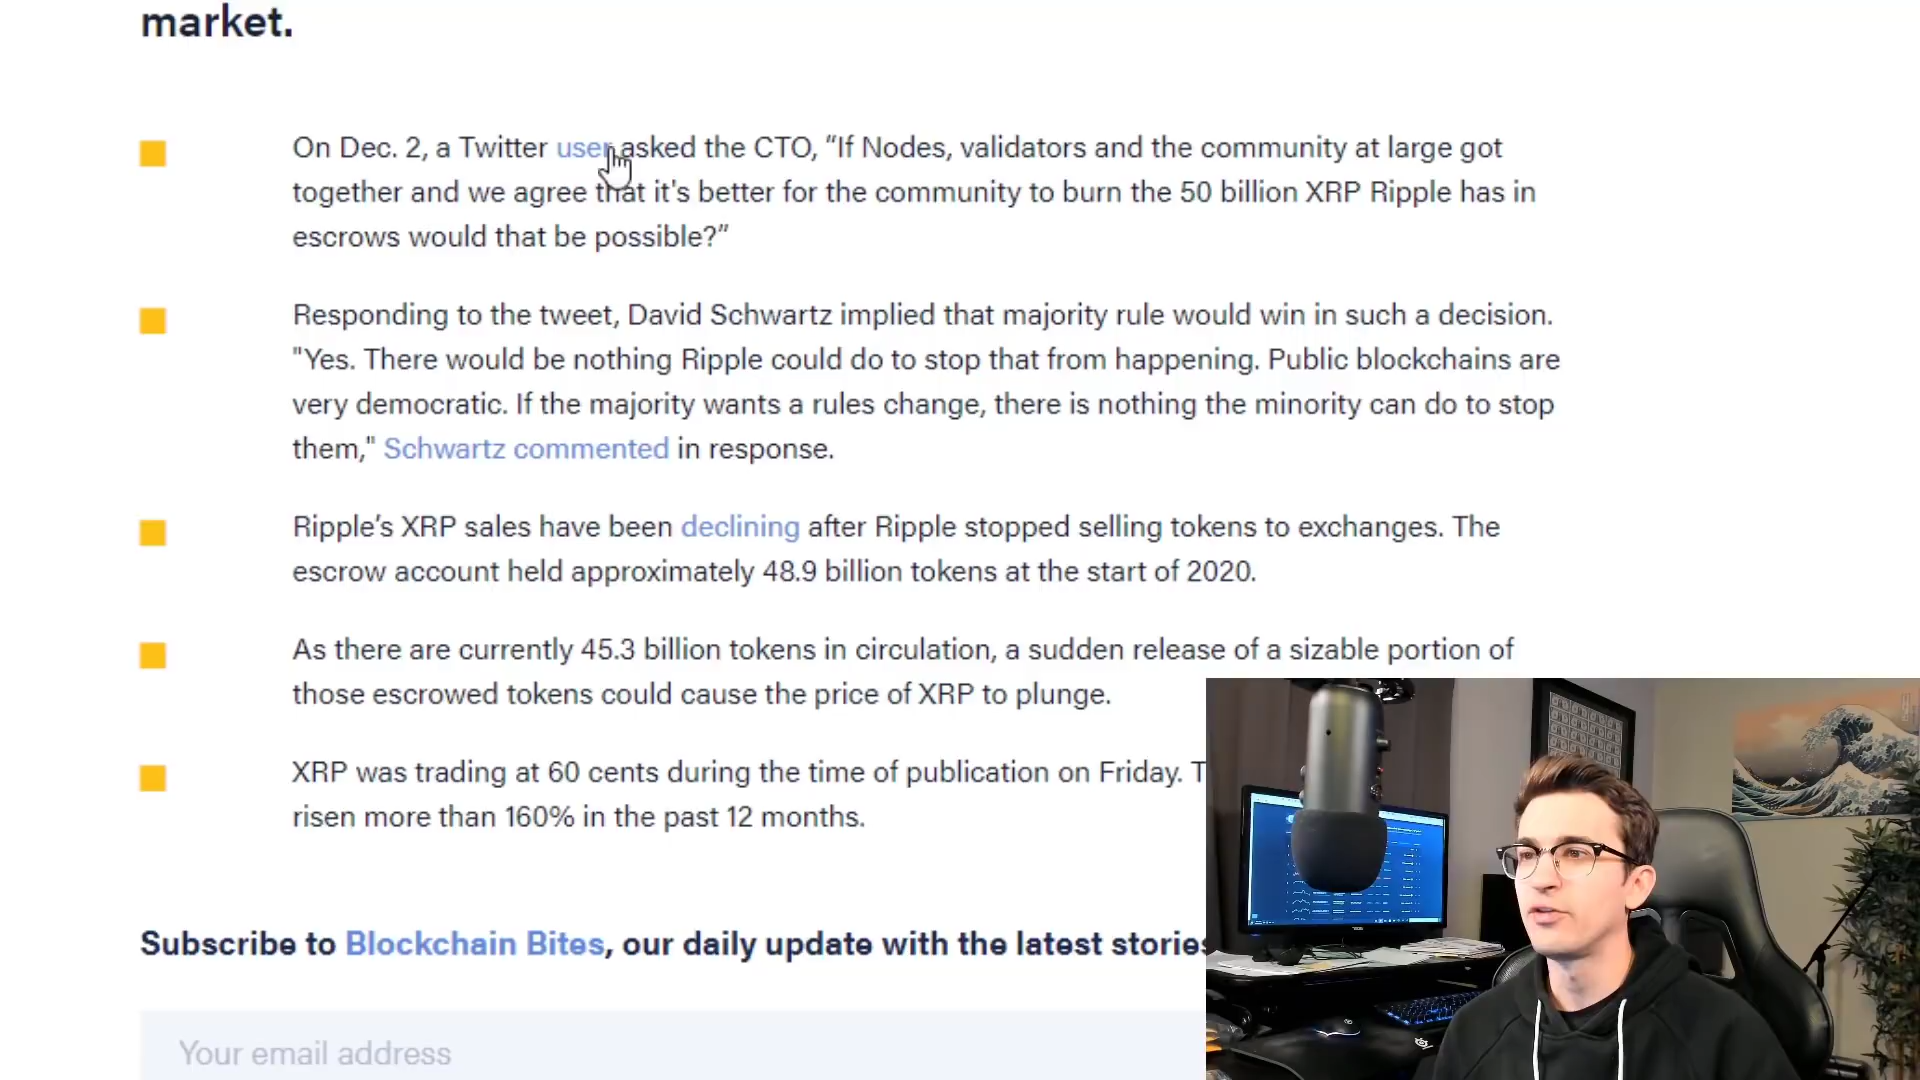 market.
On Dec. 2, a Twitter user asked the CTO, “If Nodes, validators and the community at large got
together and we agree that it's better for the community to burn the 50 billion XRP Ripple has in
escrows would that be possible?”
Responding to the tweet, David Schwartz implied that majority rule would win in such a decision.
"Yes. There would be nothing Ripple could do to stop that from happening. Public blockchains are
very democratic. If the majority wants a rules change, there is nothing the minority can do to stop
them," Schwartz commented in response.
Ripple’s XRP sales have been declining after Ripple stopped selling tokens to exchanges. The
escrow account held approximately 48.9 billion tokens at the start of 2020.
As there are currently 45.3 billion tokens in circulation, a sudden release of a sizable portion of
those escrowed tokens could cause the price of XRP to plunge.
XRP was trading at 60 cents during the time of publication on Friday. T
risen more than 160% in the past 12 months.
Subscribe to Blockchain Bites, our daily update with the latest stories
Your email address